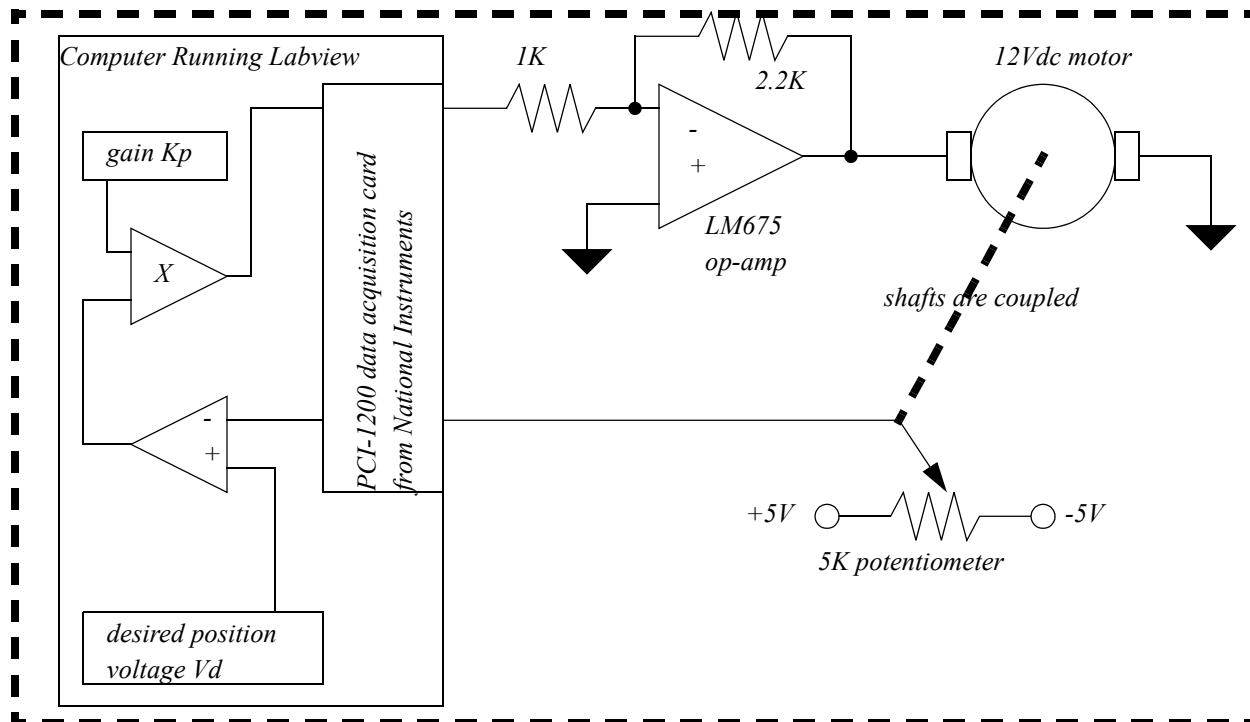 Computer Running Labview
1K
2.2K
12Vdc motor
gain Kp
-
+
X
LM675
op-amp
PCI-1200 data acquisition card
from National Instruments
shafts are coupled
-
+
+5V
-5V
5K potentiometer
desired position
voltage Vd